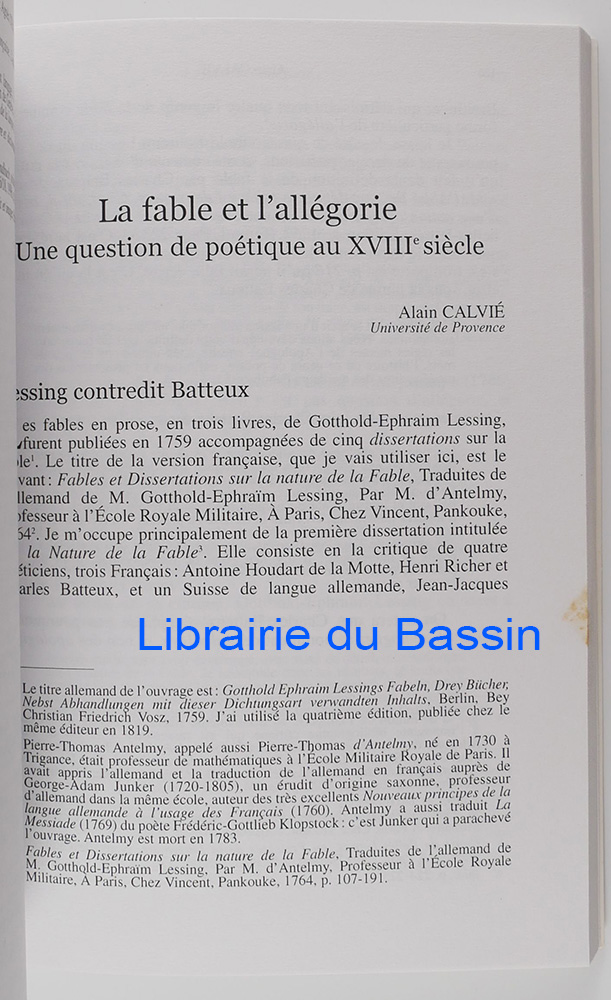 La fable et l'allégorie
Une question de poétique au XVIIIe siècle
Alain CALVIÉ
Université de Provence
essing contredit Batteux
es fables en prose, en trois livres, de Gotthold-Ephraim Lessing,
furent publiées en 1759 accompagnées de cinq dissertations sur la
le1. Le titre de la version française, que je vais utiliser ici, est le
vant : Fables et Dissertations sur la nature de la Fable, Traduites de
llemand de M. Gotthold-Ephraïm Lessing, Par M. d'Antelmy,
ofesseur à l'École Royale Militaire, À Paris, Chez Vincent, Pankouke,
642. Je m'occupe principalement de la première dissertation intitulée
la Nature de la Fable3. Elle consiste en la critique de quatre
éticiens, trois Français : Antoine Houdart de la Motte, Henri Richer et
arles Batteux, et un Suisse de langue allemande, Jean-Jacques
Librairie du Bassin
Le titre allemand de l'ouvrage est : Gotthold Ephraim Lessings Fabeln, Drey Bücher,
Nebst Abhandlungen mit dieser Dichtungsart verwandten Inhalts, Berlin, Bey
Christian Friedrich Vosz, 1759. J'ai utilisé la quatrième édition, publiée chez le
même éditeur en 1819.
Pierre-Thomas Antelmy, appelé aussi Pierre-Thomas d'Antelmy, né en 1730 à
Trigance, était professeur de mathématiques à l'École Militaire Royale de Paris. Il
avait appris l'allemand et la traduction de l'allemand en français auprès de
George-Adam Junker (1720-1805), un érudit d'origine saxonne, professeur
d'allemand dans la même école, auteur des très excellents Nouveaux principes de la
langue allemande à l'usage des Français (1760). Antelmy a aussi traduit La
Messiade (1769) du poète Frédéric-Gottlieb Klopstock : c'est Junker qui a parachevé
l'ouvrage. Antelmy est mort en 1783.
Fables et Dissertations sur la nature de la Fable, Traduites de l'allemand de
M. Gotthold-Ephraïm Lessing, Par M. d'Antelmy, Professeur à l'École Royale
Militaire, À Paris, Chez Vincent, Pankouke, 1764, p. 107-191.